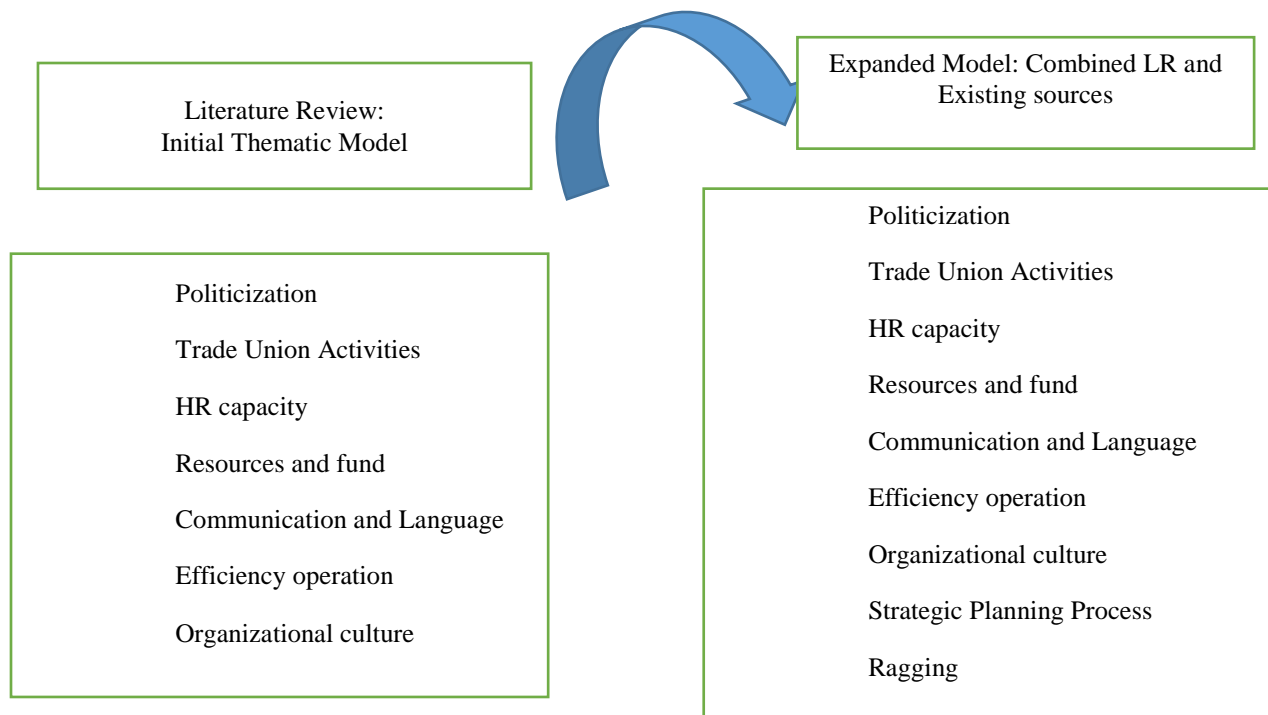 Literature Review:
Initial Thematic Model
Politicization
Trade Union Activities
HR capacity
Resources and fund
Communication and Language
Efficiency operation
Organizational culture
Expanded Model: Combined LR and
Existing sources
Politicization
Trade Union Activities
HR capacity
Resources and fund
Communication and Language
Efficiency operation
Organizational culture
Strategic Planning Process
Ragging